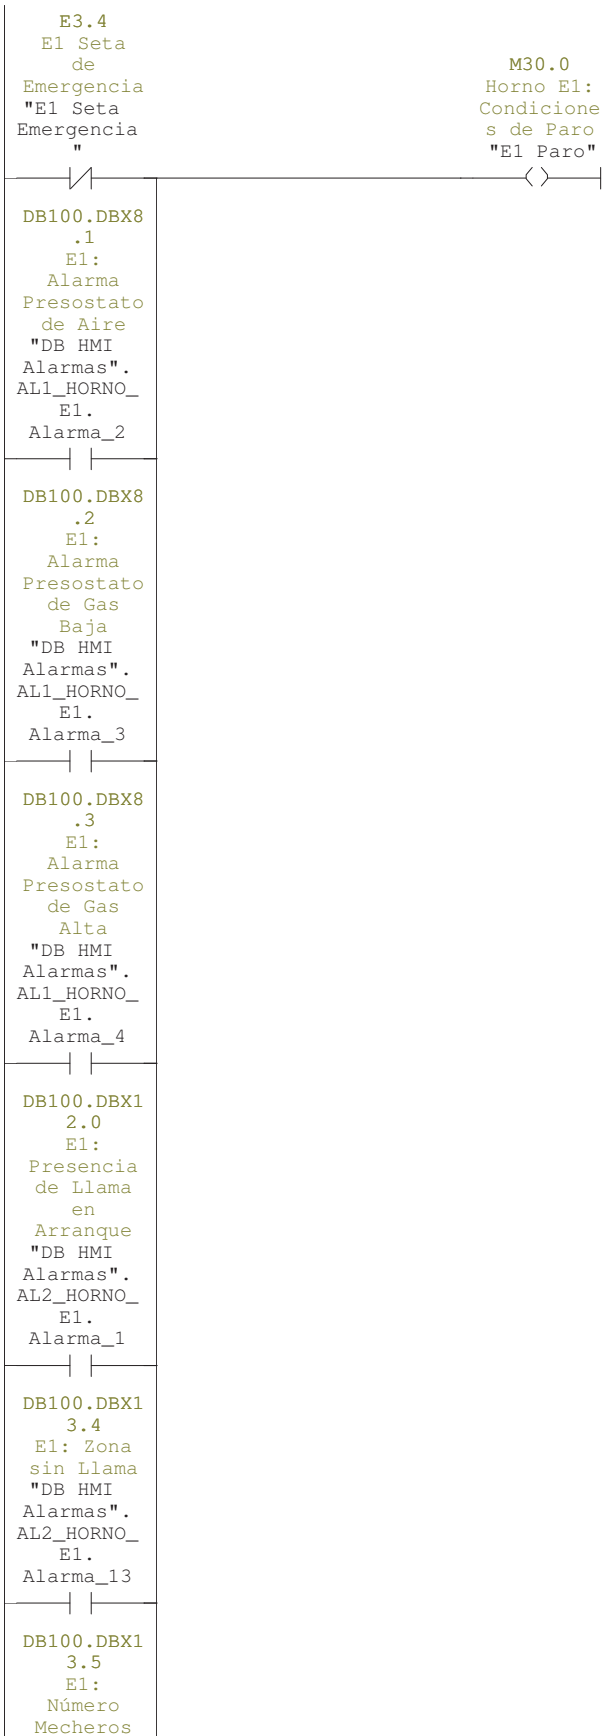 E3.4
E1 Seta
de
Emergencia
"E1 Seta
Emergencia
"
M30.0
Horno E1:
Condicione
s de Paro
"E1 Paro"
DB100.DBX8
.1
E1:
Alarma
Presostato
de Aire
"DB HMI
Alarmas".
AL1_HORNO_
E1.
Alarma_2
DB100.DBX8
.2
E1:
Alarma
Presostato
de Gas
Baja
"DB HMI
Alarmas".
AL1_HORNO_
E1.
Alarma_3
DB100.DBX8
.3
E1:
Alarma
Presostato
de Gas
Alta
"DB HMI
Alarmas".
AL1_HORNO_
E1.
Alarma_4
DB100.DBX1
2.0
E1:
Presencia
de Llama
en
Arranque
"DB HMI
Alarmas".
AL2_HORNO_
E1.
Alarma_1
DB100.DBX1
3.4
E1: Zona
sin Llama
"DB HMI
Alarmas".
AL2_HORNO_
E1.
Alarma_13
DB100.DBX1
3.5
E1:
Número
Mecheros